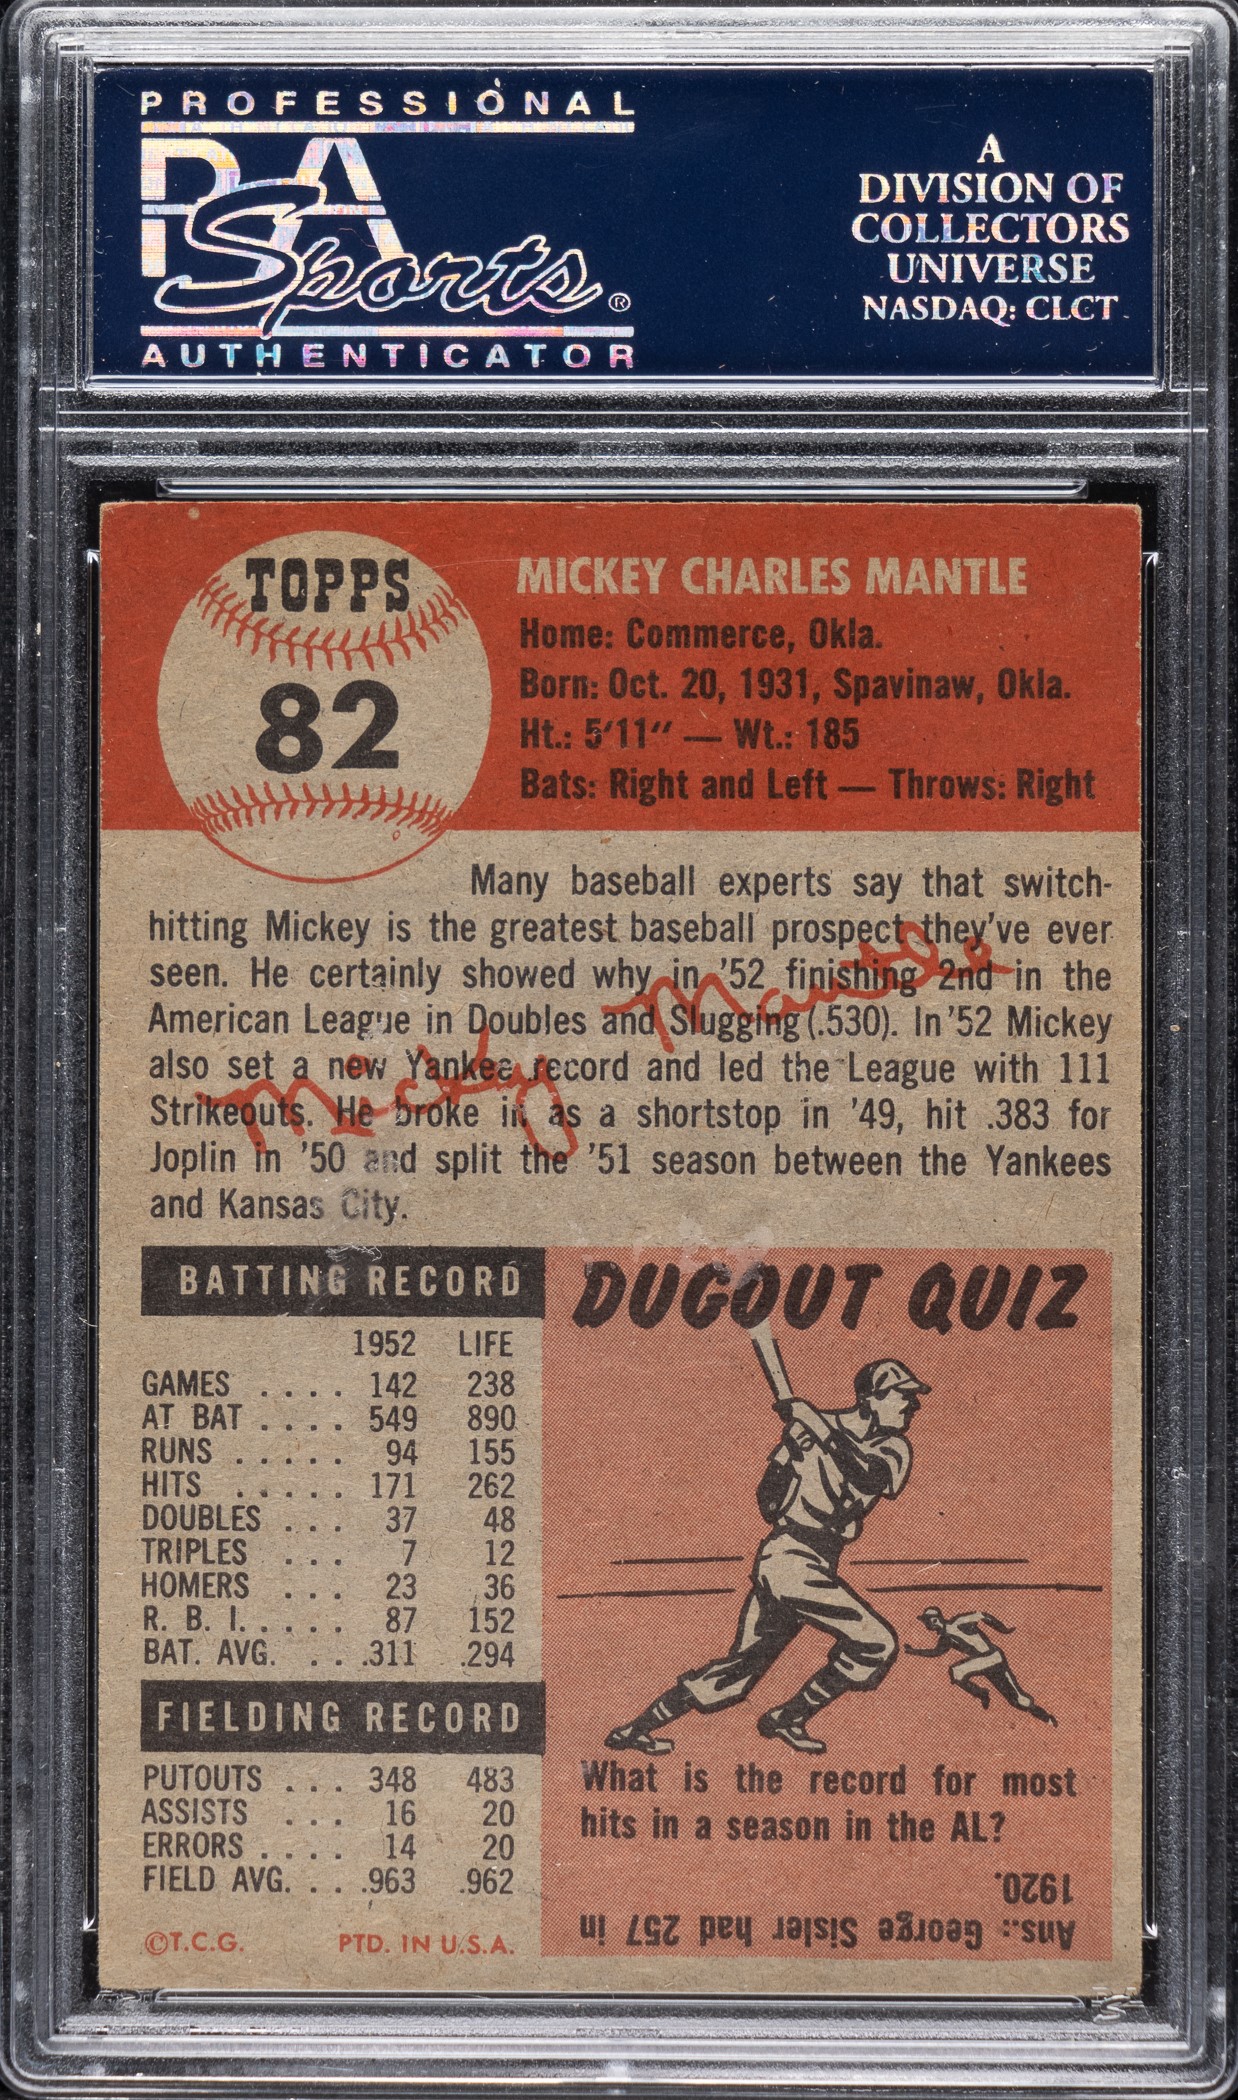 PROFESSIONAL
PSA
Sports®
AUTHENTICATOR
A
DIVISION OF
COLLECTORS
UNIVERSE
NASDAQ: CLCT
TOPPS
82
MICKEY CHARLES MANTLE
Home: Commerce, Okla.
Born: Oct. 20, 1931, Spavinaw, Okla.
Ht.: 5'11" — Wt.: 185
Bats: Right and Left — Throws: Right
Many baseball experts say that switch-
hitting Mickey is the greatest baseball prospect they've ever
seen. He certainly showed why in '52 finishing 2nd in the
American League in Doubles and Slugging (.530). In '52 Mickey
also set a new Yankee record and led the League with 111
Strikeouts. He broke in as a shortstop in '49, hit .383 for
Joplin in '50 and split the '51 season between the Yankees
and Kansas City.
Micky Mantle
BATTING RECORD
1952 LIFE
GAMES . . . . 142 238
AT BAT . . . . 549 890
RUNS . . . . . 94 155
HITS . . . . . 171 262
DOUBLES . . . 37 48
TRIPLES . . . 7 12
HOMERS . . . 23 36
R. B. I. . . . . 87 152
BAT. AVG. . . .311 .294
FIELDING RECORD
PUTOUTS . . . 348 483
ASSISTS . . . 16 20
ERRORS . . . . 14 20
FIELD AVG. . . .963 .962
©T.C.G. PTD. IN U.S.A.
DUGOUT QUIZ
What is the record for most
hits in a season in the AL?
Ans.: George Sisler had 257 in
1920.